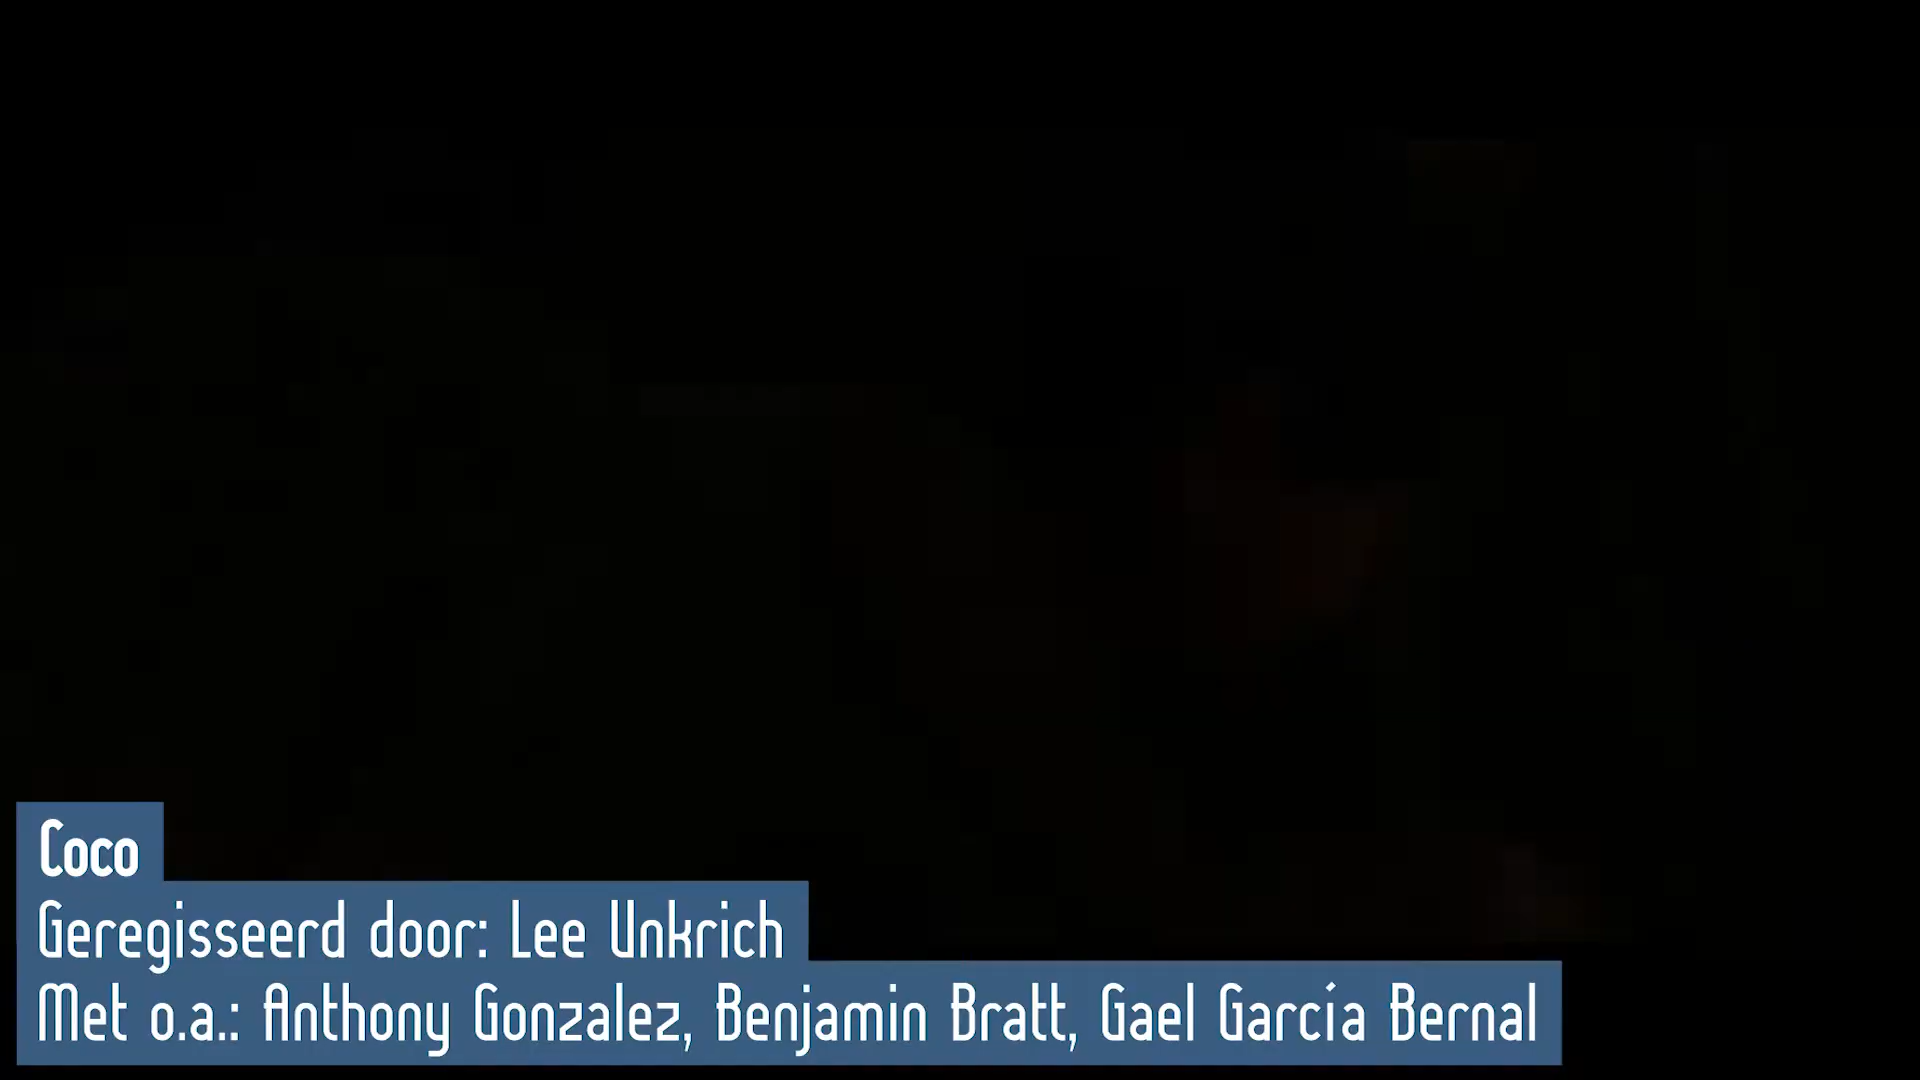 Coco
Geregisseerd door: Lee Unkrich
Met o.a.: Anthony Gonzalez, Benjamin Bratt, Gael García Bernal